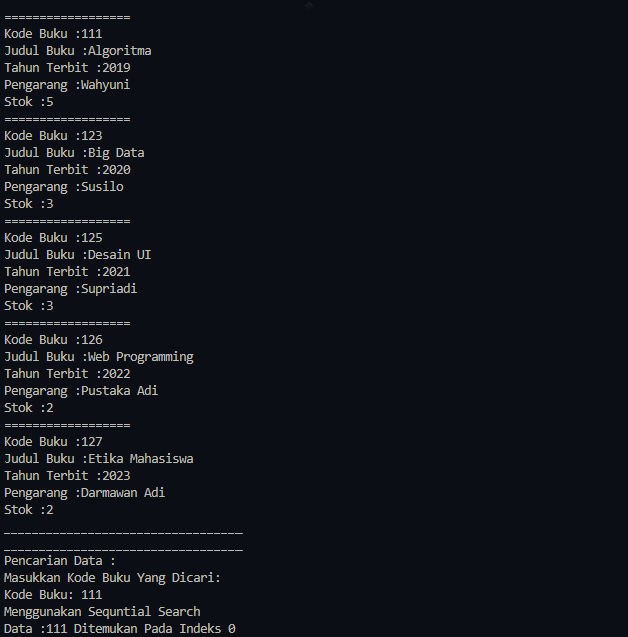 ==================
Kode Buku :111
Judul Buku :Algoritma
Tahun Terbit :2019
Pengarang :Wahyuni
Stok :5
==================
Kode Buku :123
Judul Buku :Big Data
Tahun Terbit :2020
Pengarang :Susilo
Stok :3
==================
Kode Buku :125
Judul Buku :Desain UI
Tahun Terbit :2021
Pengarang :Supriadi
Stok :3
==================
Kode Buku :126
Judul Buku :Web Programming
Tahun Terbit :2022
Pengarang :Pustaka Adi
Stok :2
==================
Kode Buku :127
Judul Buku :Etika Mahasiswa
Tahun Terbit :2023
Pengarang :Darmawan Adi
Stok :2
__________________________________
__________________________________
Pencarian Data :
Masukkan Kode Buku Yang Dicari:
Kode Buku: 111
Menggunakan Sequntial Search
Data :111 Ditemukan Pada Indeks 0